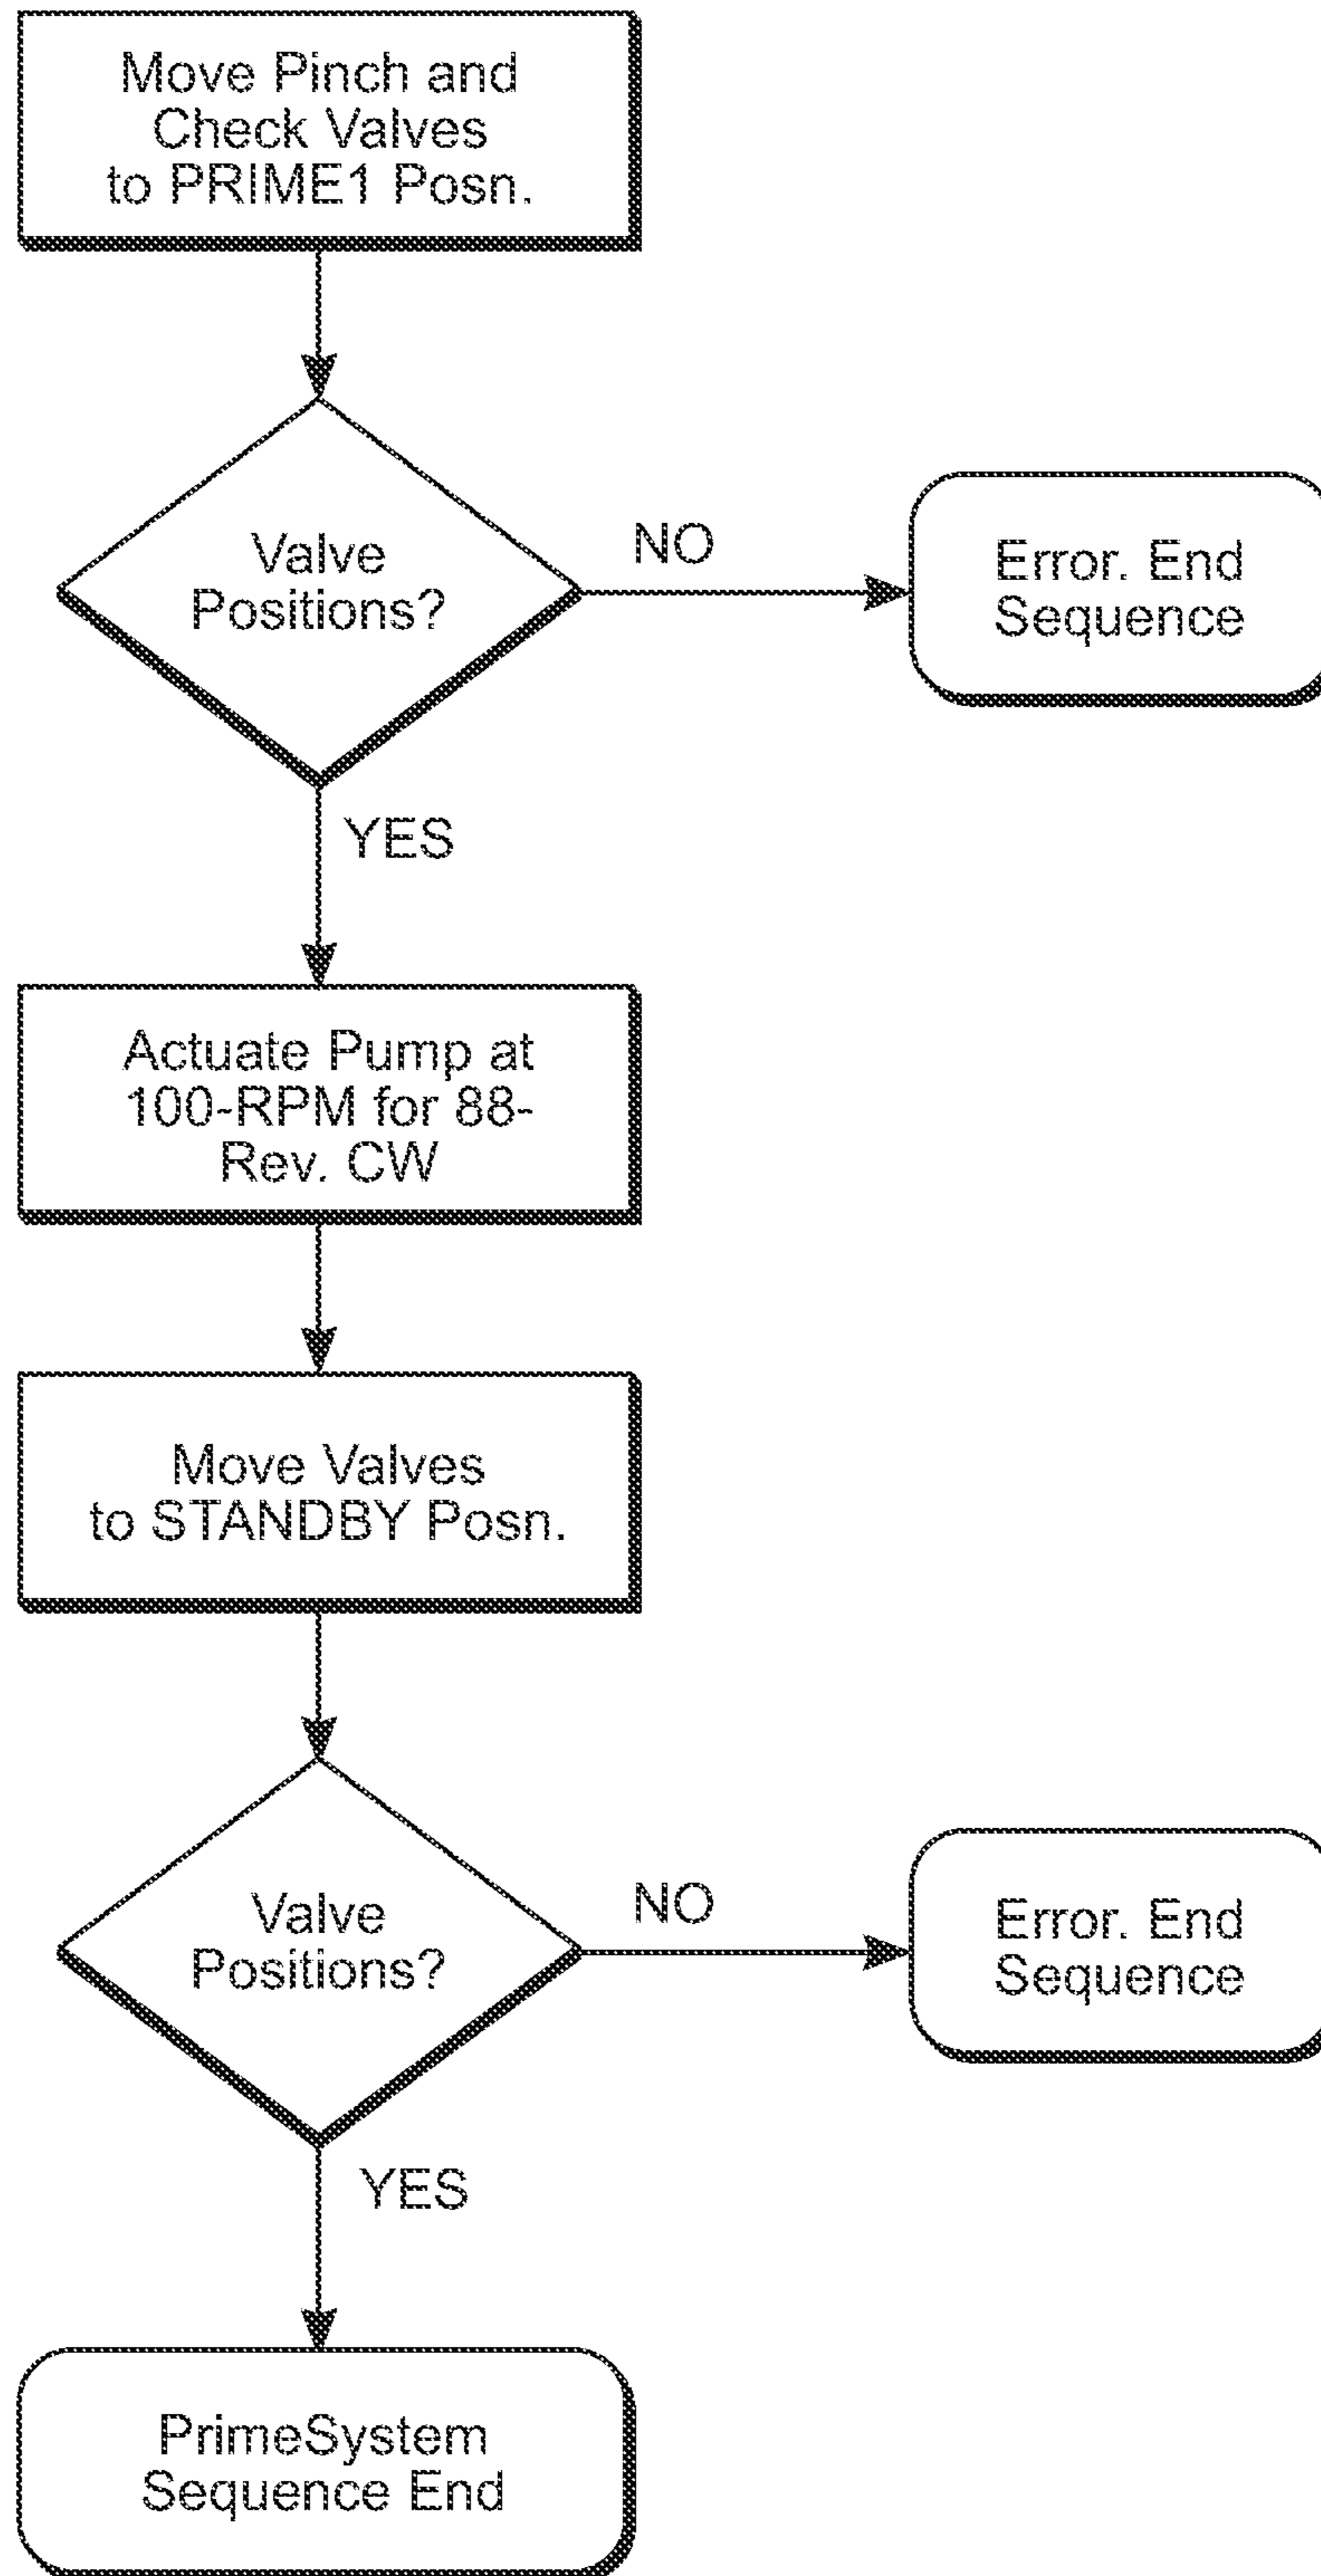 Move Pinch and
Check Valves
to PRIME1 Posn.
Valve
Positions?
NO
Error. End
Sequence
YES
Actuate Pump at
100-RPM for 88-
Rev. CW
Move Valves
to STANDBY Posn.
Valve
Positions?
NO
Error. End
Sequence
YES
PrimeSystem
Sequence End